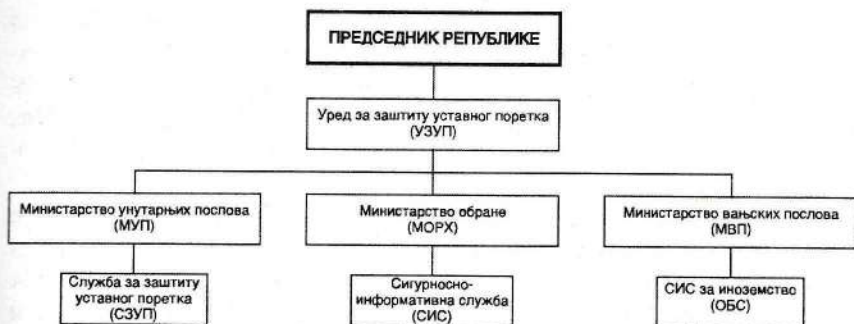 ПРЕДСЕДНИК РЕПУБЛИКЕ
Уред за заштиту уставног поретка
(УЗУП)
Министарство унутарњих послова
(МУП)
Министарство обране
(МОРХ)
Министарство вањских послова
(МВП)
Служба за заштиту
уставног поретка
(СЗУП)
Сигурносно-
информативна служба
(СИС)
СИС за иноземство
(ОБС)